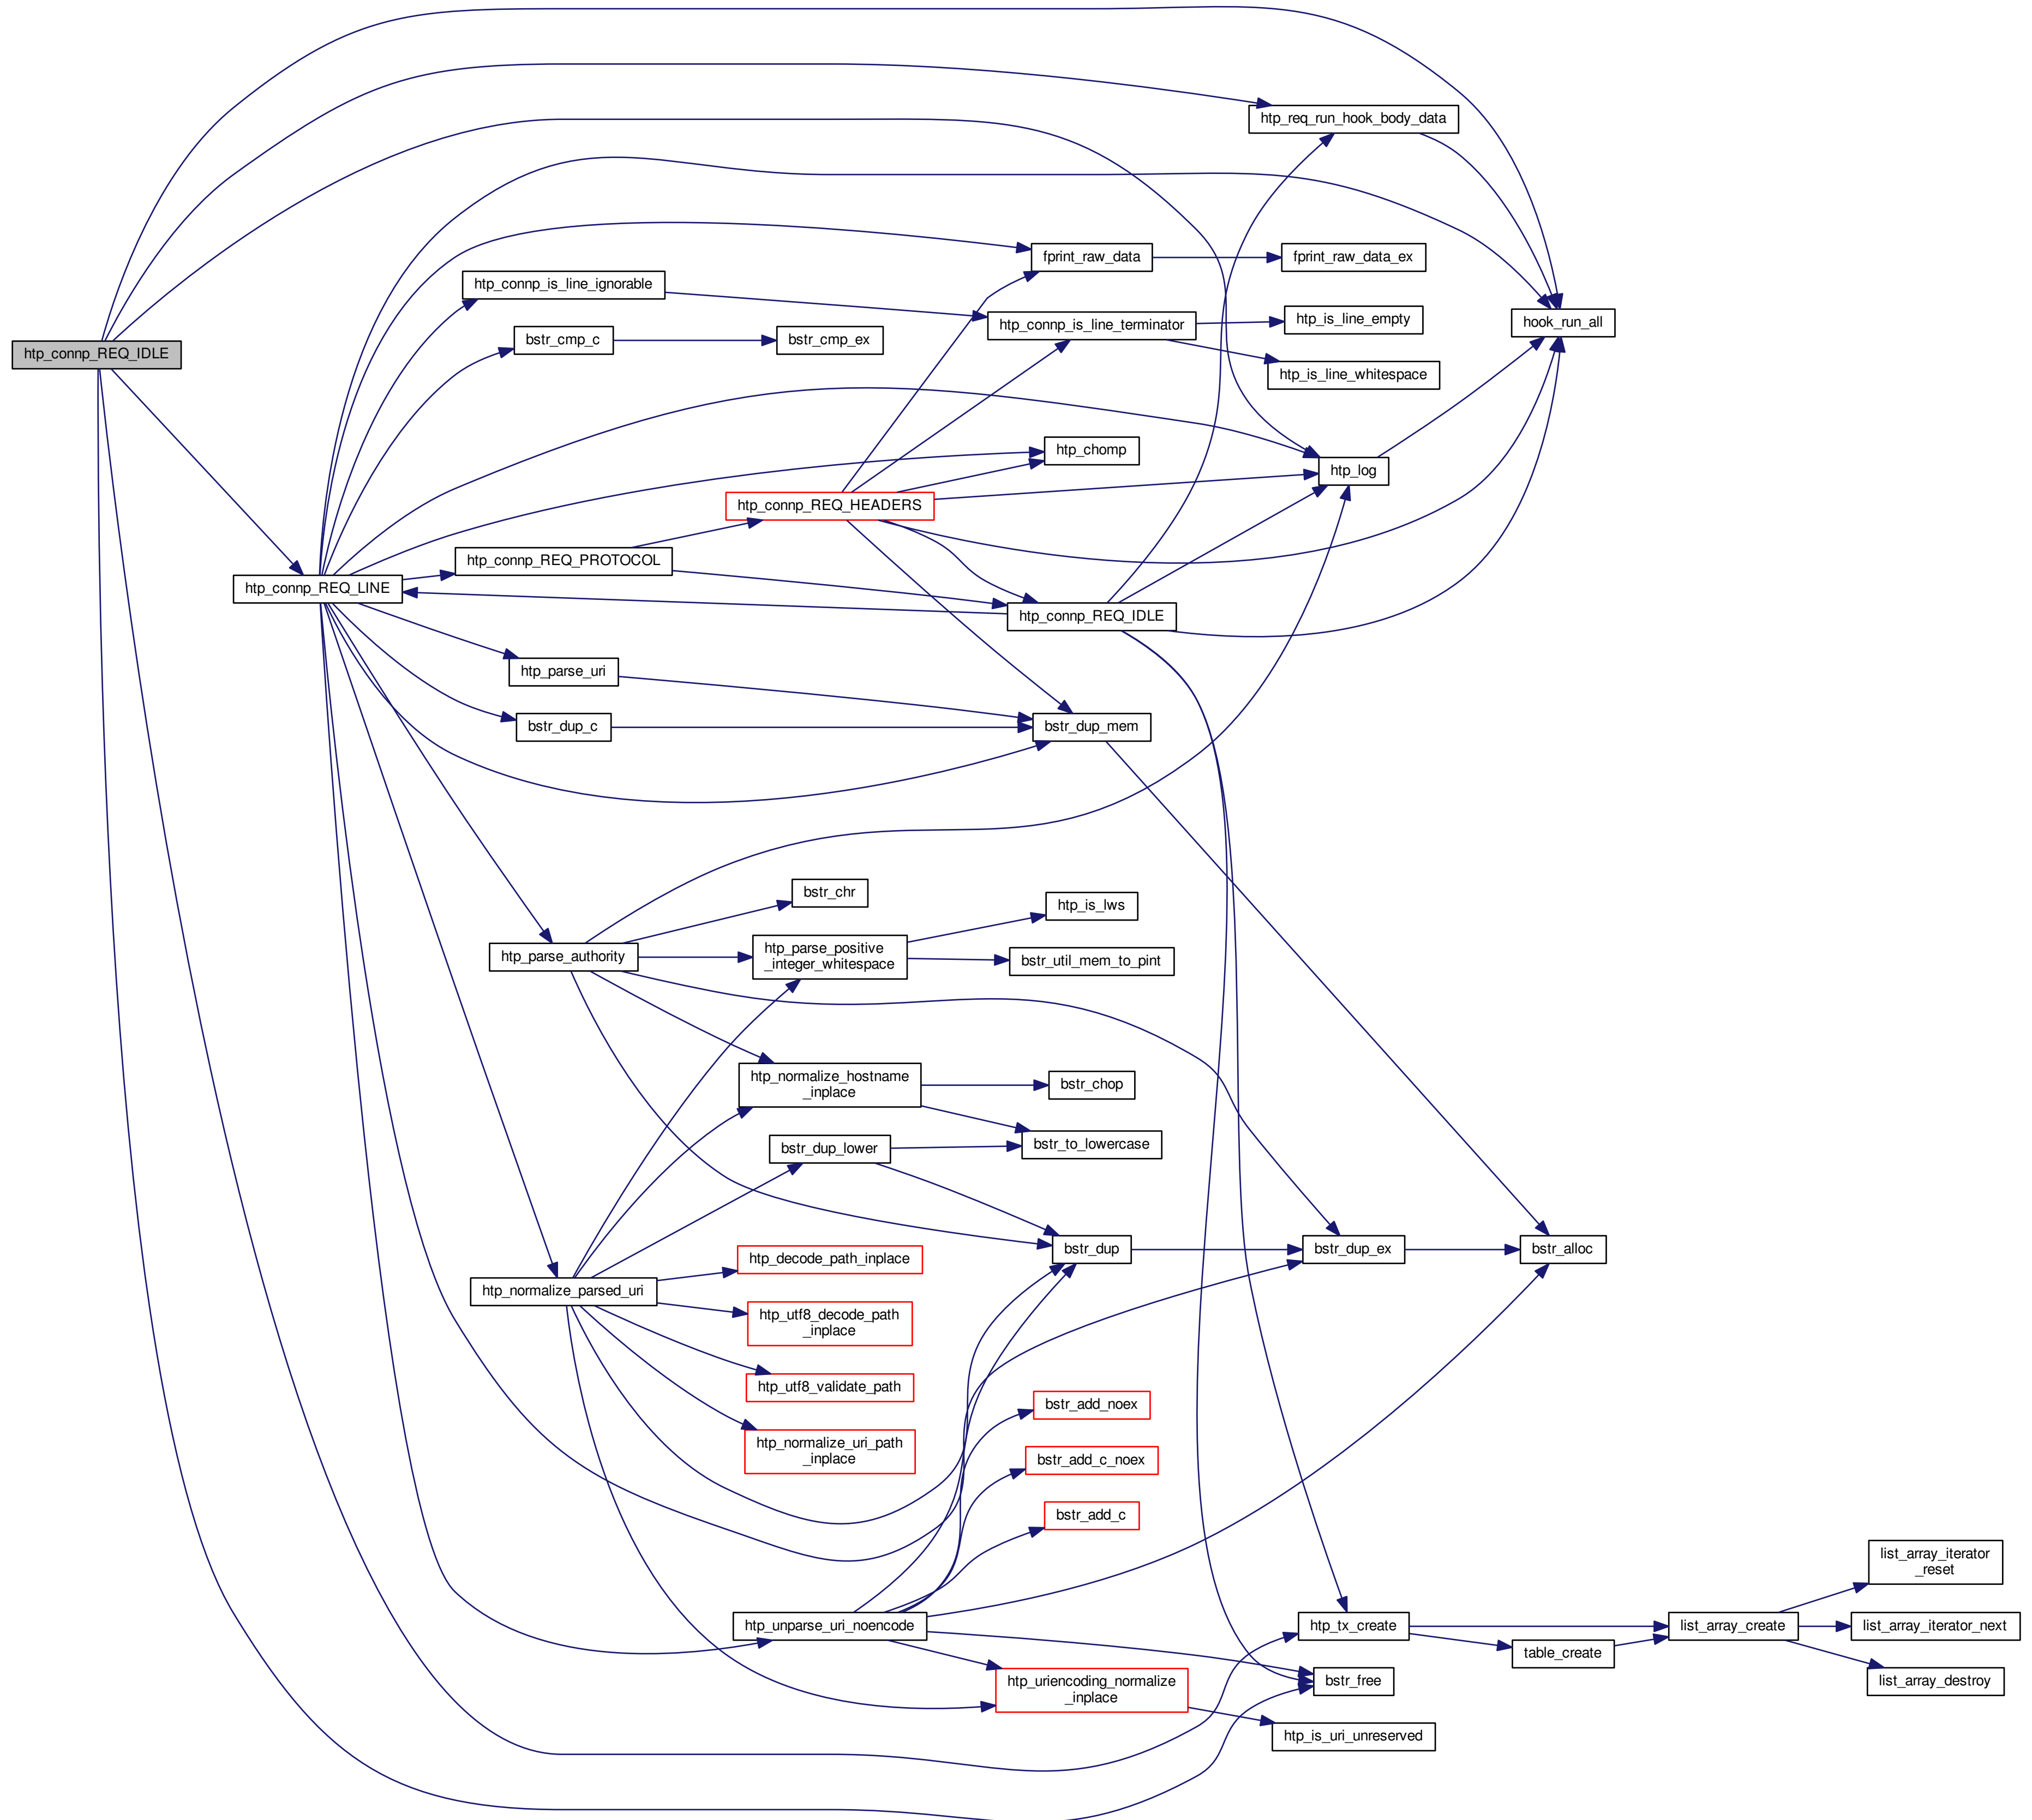 htp_connp_REQ_IDLE
htp_connp_REQ_LINE
htp_connp_is_line_ignorable
bstr_cmp_c
htp_connp_REQ_PROTOCOL
htp_parse_uri
bstr_dup_c
htp_parse_authority
htp_normalize_parsed_uri
bstr_cmp_ex
htp_connp_REQ_HEADERS
bstr_chr
htp_parse_positive
_integer_whitespace
htp_normalize_hostname
_inplace
bstr_dup_lower
htp_decode_path_inplace
htp_utf8_decode_path
_inplace
htp_utf8_validate_path
htp_normalize_uri_path
_inplace
htp_unparse_uri_noencode
fprint_raw_data
htp_connp_is_line_terminator
htp_chomp
htp_connp_REQ_IDLE
bstr_dup_mem
htp_is_lws
bstr_util_mem_to_pint
bstr_chop
bstr_to_lowercase
bstr_dup
bstr_add_noex
bstr_add_c_noex
bstr_add_c
htp_uriencoding_normalize
_inplace
htp_req_run_hook_body_data
fprint_raw_data_ex
htp_is_line_empty
htp_is_line_whitespace
htp_log
bstr_dup_ex
htp_tx_create
bstr_free
htp_is_uri_unreserved
hook_run_all
bstr_alloc
table_create
list_array_create
list_array_iterator
_reset
list_array_iterator_next
list_array_destroy